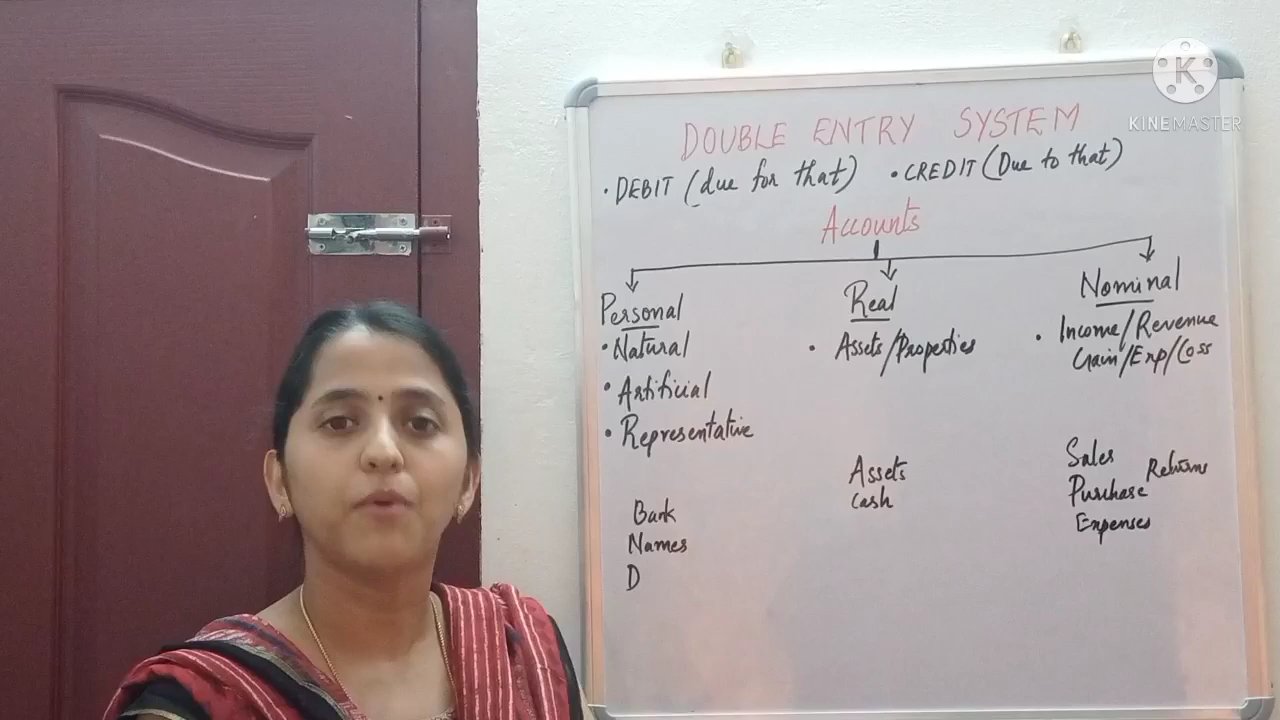 K
KINEMASTER
DOUBLE ENTRY SYSTEM
• DEBIT (due for that) • CREDIT (Due to that)
Accounts
Personal
• Natural
• Artificial
• Representative
Bank
Names
D
Real
• Assets/Properties
Assets
Cash
Nominal
• Income/Revenue
Gain/Exp/Loss
Sales
Returns
Purchase
Expenses